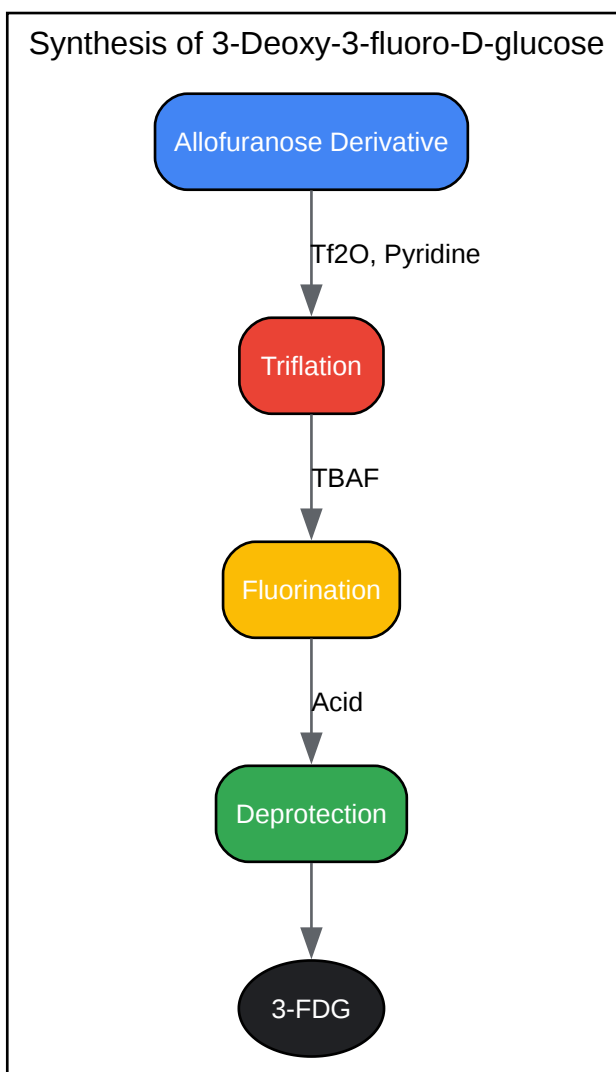 Synthesis of 3-Deoxy-3-fluoro-D-glucose
Allofuranose Derivative
Tf2O, Pyridine
Triflation
TBAF
Fluorination
Acid
Deprotection
3-FDG